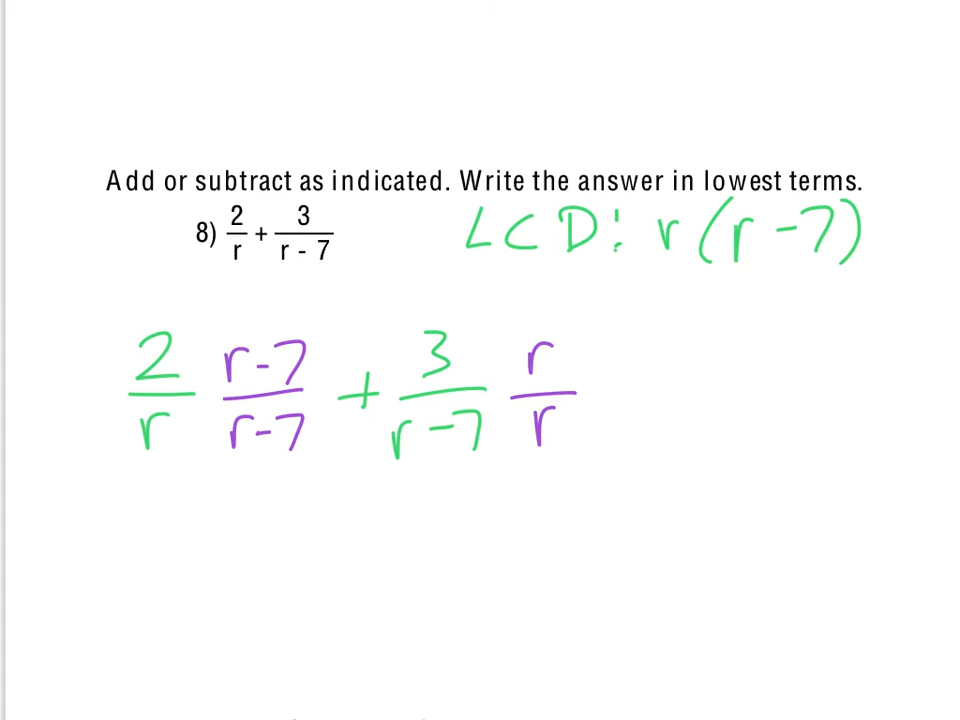 Add or subtract as indicated. Write the answer in lowest terms.
8) 2/r + 3/(r - 7)
LCD: r(r-7)
2/r (r-7)/(r-7) + 3/(r-7) r/r